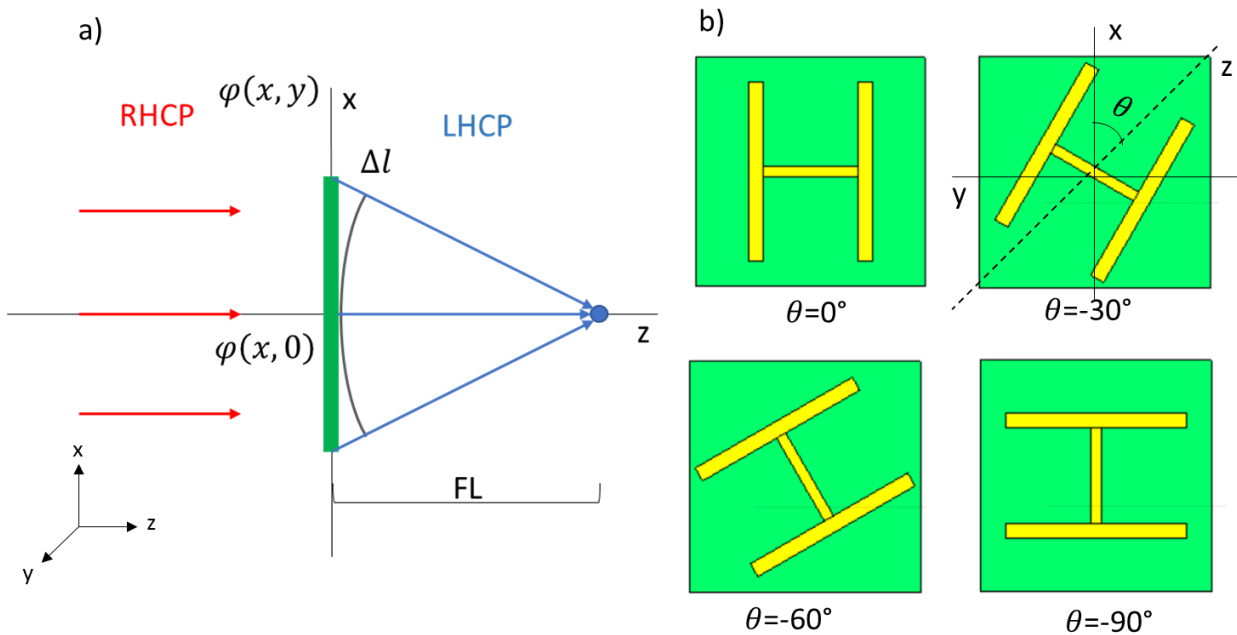 a)
φ(x, y)
x
RHCP
LHCP
Δl
z
φ(x, 0)
FL
x
z
y
b)
x
z
θ
y
θ=0°
θ=-30°
θ=-60°
θ=-90°